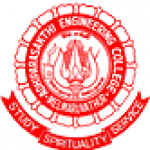 ADHIPARASAKTHI ENGINEERING COLLEGE
MELMARUVATHUR
STUDY SPIRITUALITY SERVICE